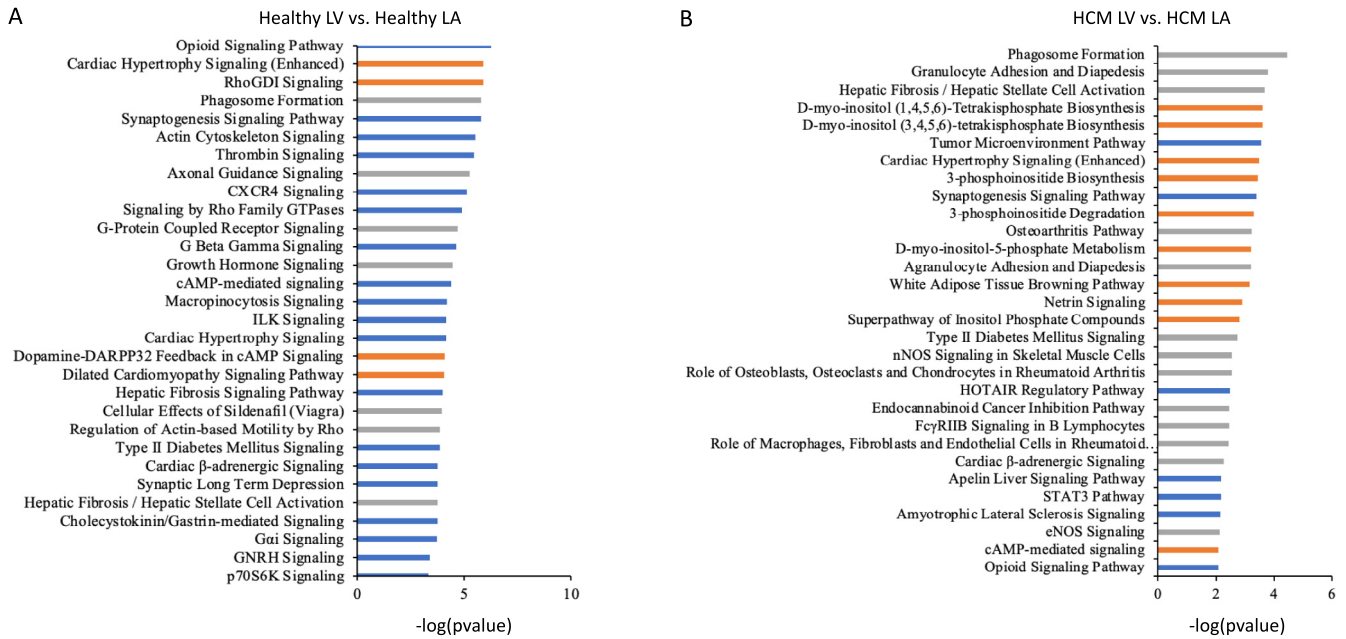 A
Healthy LV vs. Healthy LA
Opioid Signaling Pathway
Cardiac Hypertrophy Signaling (Enhanced)
RhoGDI Signaling
Phagosome Formation
Synaptogenesis Signaling Pathway
Actin Cytoskeleton Signaling
Thrombin Signaling
Axonal Guidance Signaling
CXCR4 Signaling
Signaling by Rho Family GTPases
G-Protein Coupled Receptor Signaling
G Beta Gamma Signaling
Growth Hormone Signaling
cAMP-mediated signaling
Macropinocytosis Signaling
ILK Signaling
Cardiac Hypertrophy Signaling
Dopamine-DARPP32 Feedback in cAMP Signaling
Dilated Cardiomyopathy Signaling Pathway
Hepatic Fibrosis Signaling Pathway
Cellular Effects of Sildenafil (Viagra)
Regulation of Actin-based Motility by Rho
Type II Diabetes Mellitus Signaling
Cardiac β-adrenergic Signaling
Synaptic Long Term Depression
Hepatic Fibrosis / Hepatic Stellate Cell Activation
Cholecystokinin/Gastrin-mediated Signaling
Gαi Signaling
GNRH Signaling
p70S6K Signaling
0 5 10
-log(pvalue)
B
HCM LV vs. HCM LA
Phagosome Formation
Granulocyte Adhesion and Diapedesis
Hepatic Fibrosis / Hepatic Stellate Cell Activation
D-myo-inositol (1,4,5,6)-Tetrakisphosphate Biosynthesis
D-myo-inositol (3,4,5,6)-tetrakisphosphate Biosynthesis
Tumor Microenvironment Pathway
Cardiac Hypertrophy Signaling (Enhanced)
3-phosphoinositide Biosynthesis
Synaptogenesis Signaling Pathway
3-phosphoinositide Degradation
Osteoarthritis Pathway
D-myo-inositol-5-phosphate Metabolism
Agranulocyte Adhesion and Diapedesis
White Adipose Tissue Browning Pathway
Netrin Signaling
Superpathway of Inositol Phosphate Compounds
Type II Diabetes Mellitus Signaling
nNOS Signaling in Skeletal Muscle Cells
Role of Osteoblasts, Osteoclasts and Chondrocytes in Rheumatoid Arthritis
HOTAIR Regulatory Pathway
Endocannabinoid Cancer Inhibition Pathway
FcγRIIB Signaling in B Lymphocytes
Role of Macrophages, Fibroblasts and Endothelial Cells in Rheumatoid..
Cardiac β-adrenergic Signaling
Apelin Liver Signaling Pathway
STAT3 Pathway
Amyotrophic Lateral Sclerosis Signaling
eNOS Signaling
cAMP-mediated signaling
Opioid Signaling Pathway
0 2 4 6
-log(pvalue)